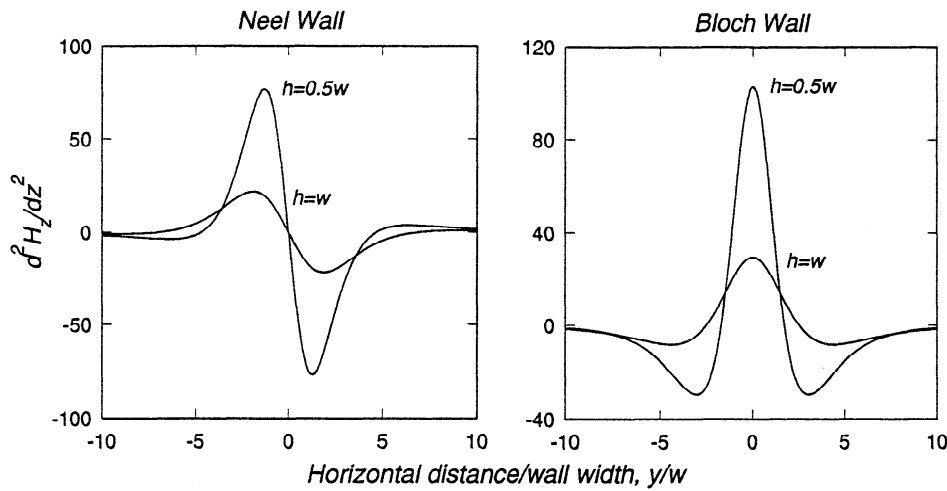 Neel Wall
Bloch Wall
100
50
0
-50
-100
-10
-5
0
5
10
h=0.5w
h=w
d²H_z/dz²
120
80
40
0
-40
-10
-5
0
5
10
h=0.5w
h=w
Horizontal distance/wall width, y/w